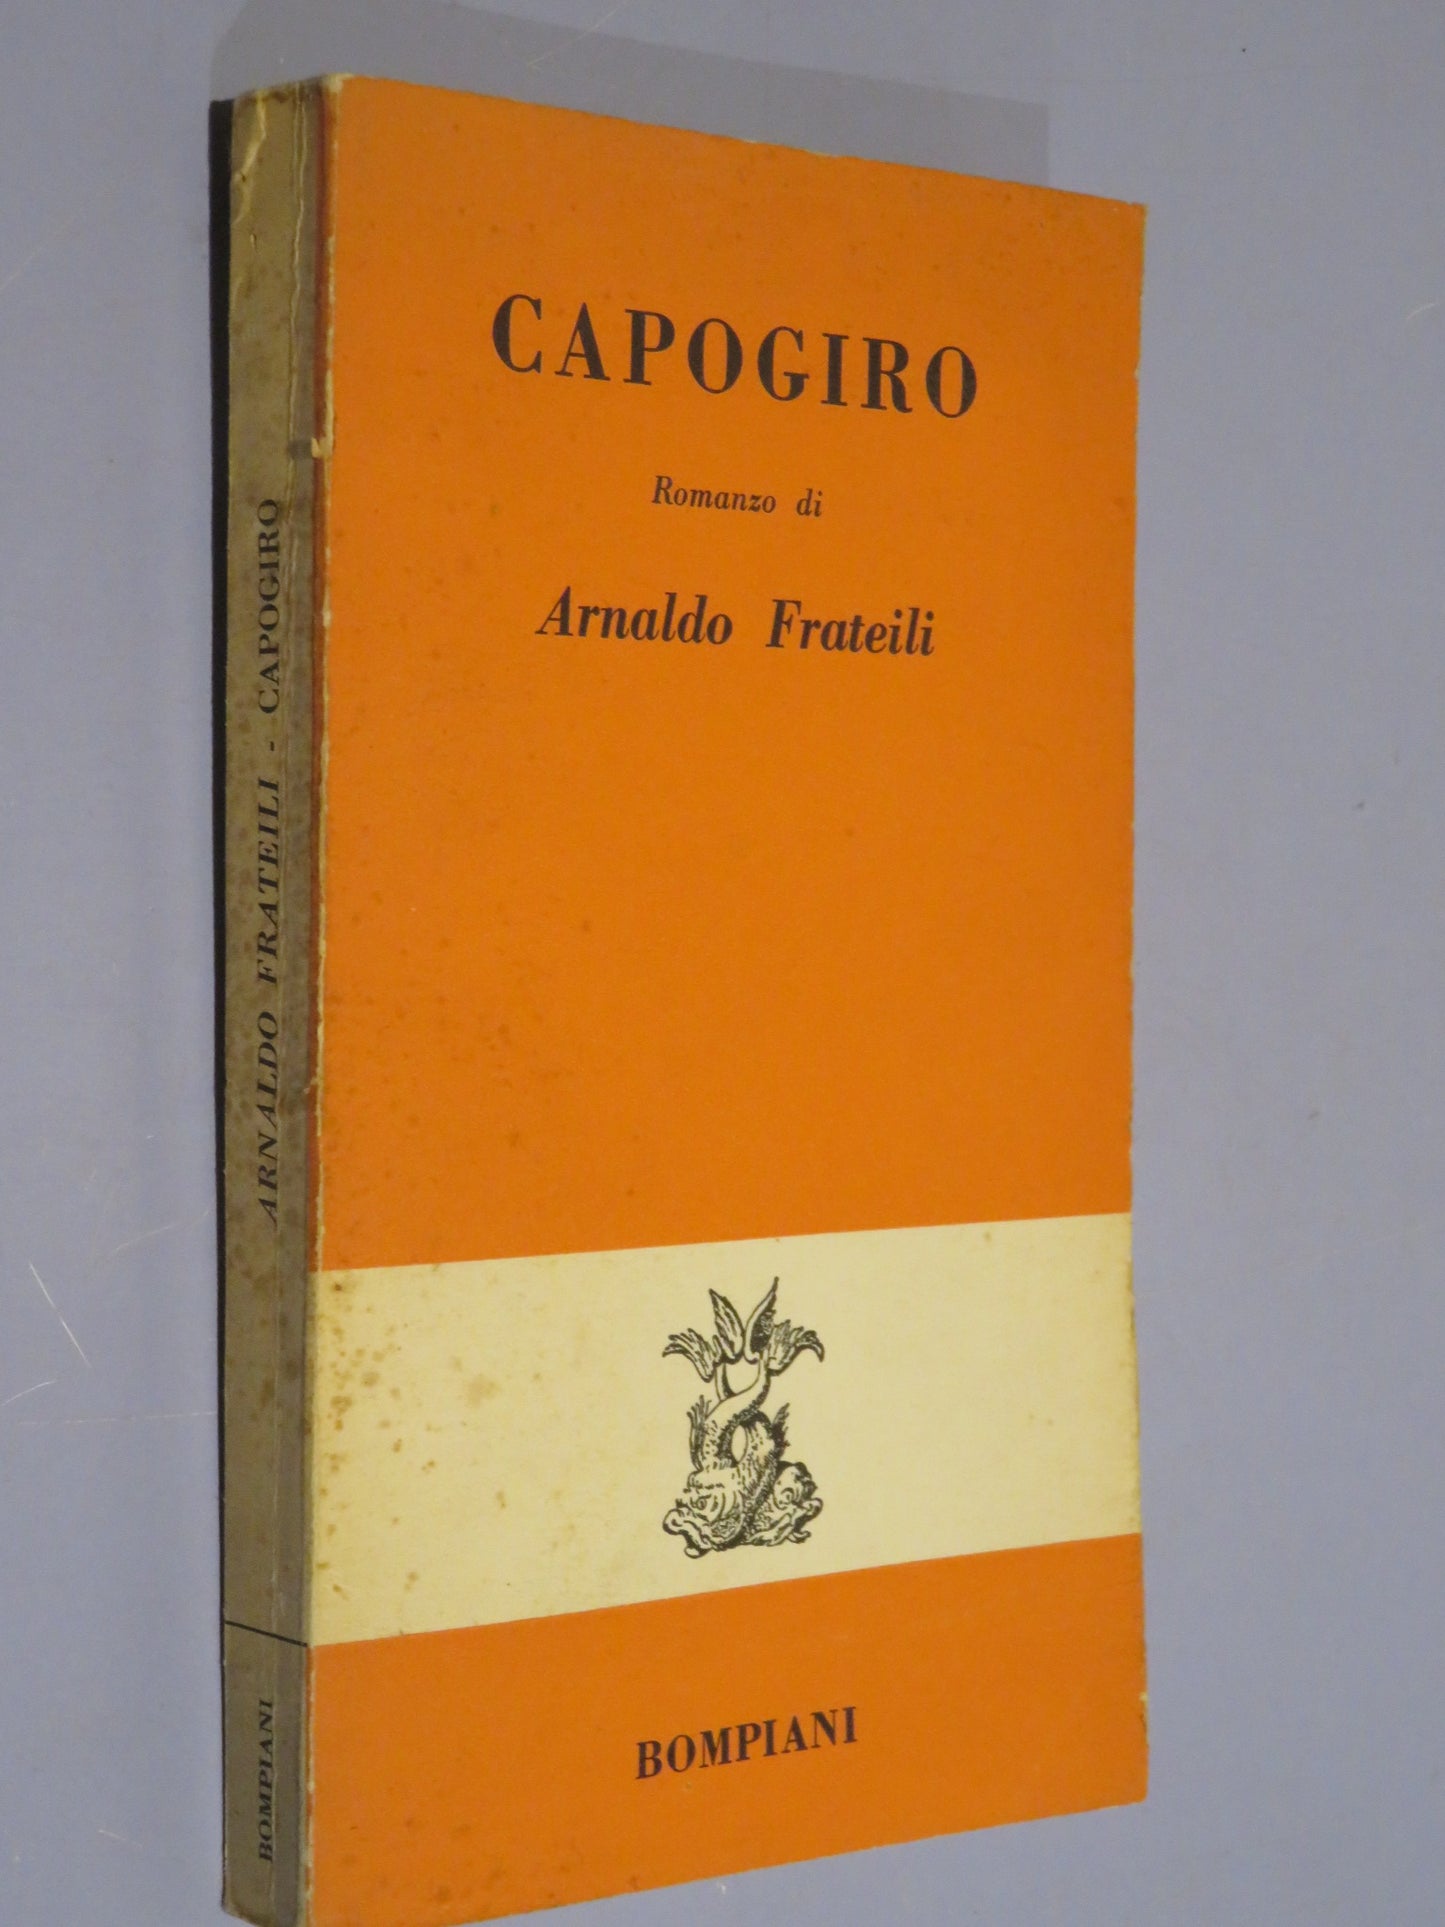 CAPOGIRO
Romanzo di
Arnaldo Frateili
BOMPIANI
ARNALDO FRATEILI - CAPOGIRO
BOMPIANI